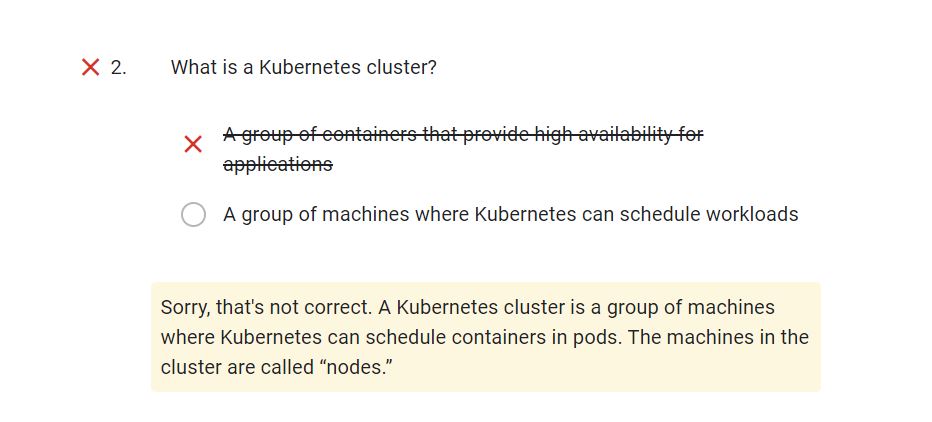 2. What is a Kubernetes cluster?
A group of containers that provide high availability for
applications
A group of machines where Kubernetes can schedule workloads
Sorry, that's not correct. A Kubernetes cluster is a group of machines
where Kubernetes can schedule containers in pods. The machines in the
cluster are called “nodes.”